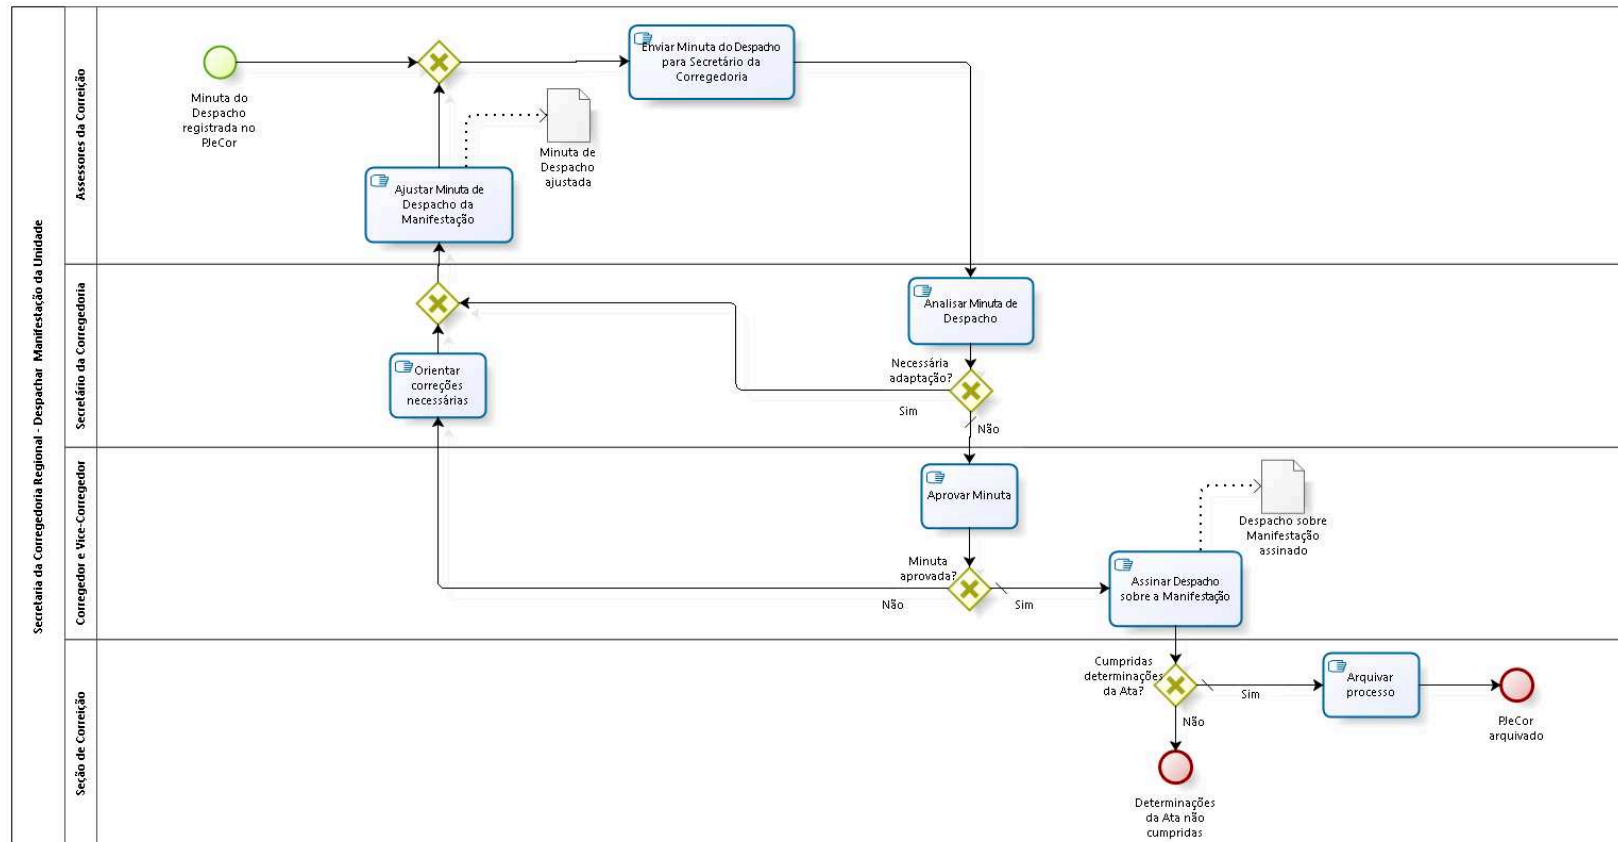 Secretaria da Corregedoria Regional - Despachar Manifestação da Unidade
Assessores da Correição
Minuta do
Despacho
registrada no
PJeCor
Enviar Minuta do Despacho
para Secretário da
Corregedoria
Minuta de
Despacho
ajustada
Ajustar Minuta de
Despacho da
Manifestação
Secretário da Corregedoria
Analisar Minuta de
Despacho
Necessária
adaptação?
Sim
Não
Orientar
correções
necessárias
Corregedor e Vice-Corregedor
Aprovar Minuta
Minuta
aprovada?
Não
Sim
Assinar Despacho
sobre a Manifestação
Despacho sobre
Manifestação
assinado
Seção de Correição
Cumpridas
determinações
da Ata?
Sim
Não
Arquivar
processo
PJeCor
arquivado
Determinações
da Ata não
cumpridas